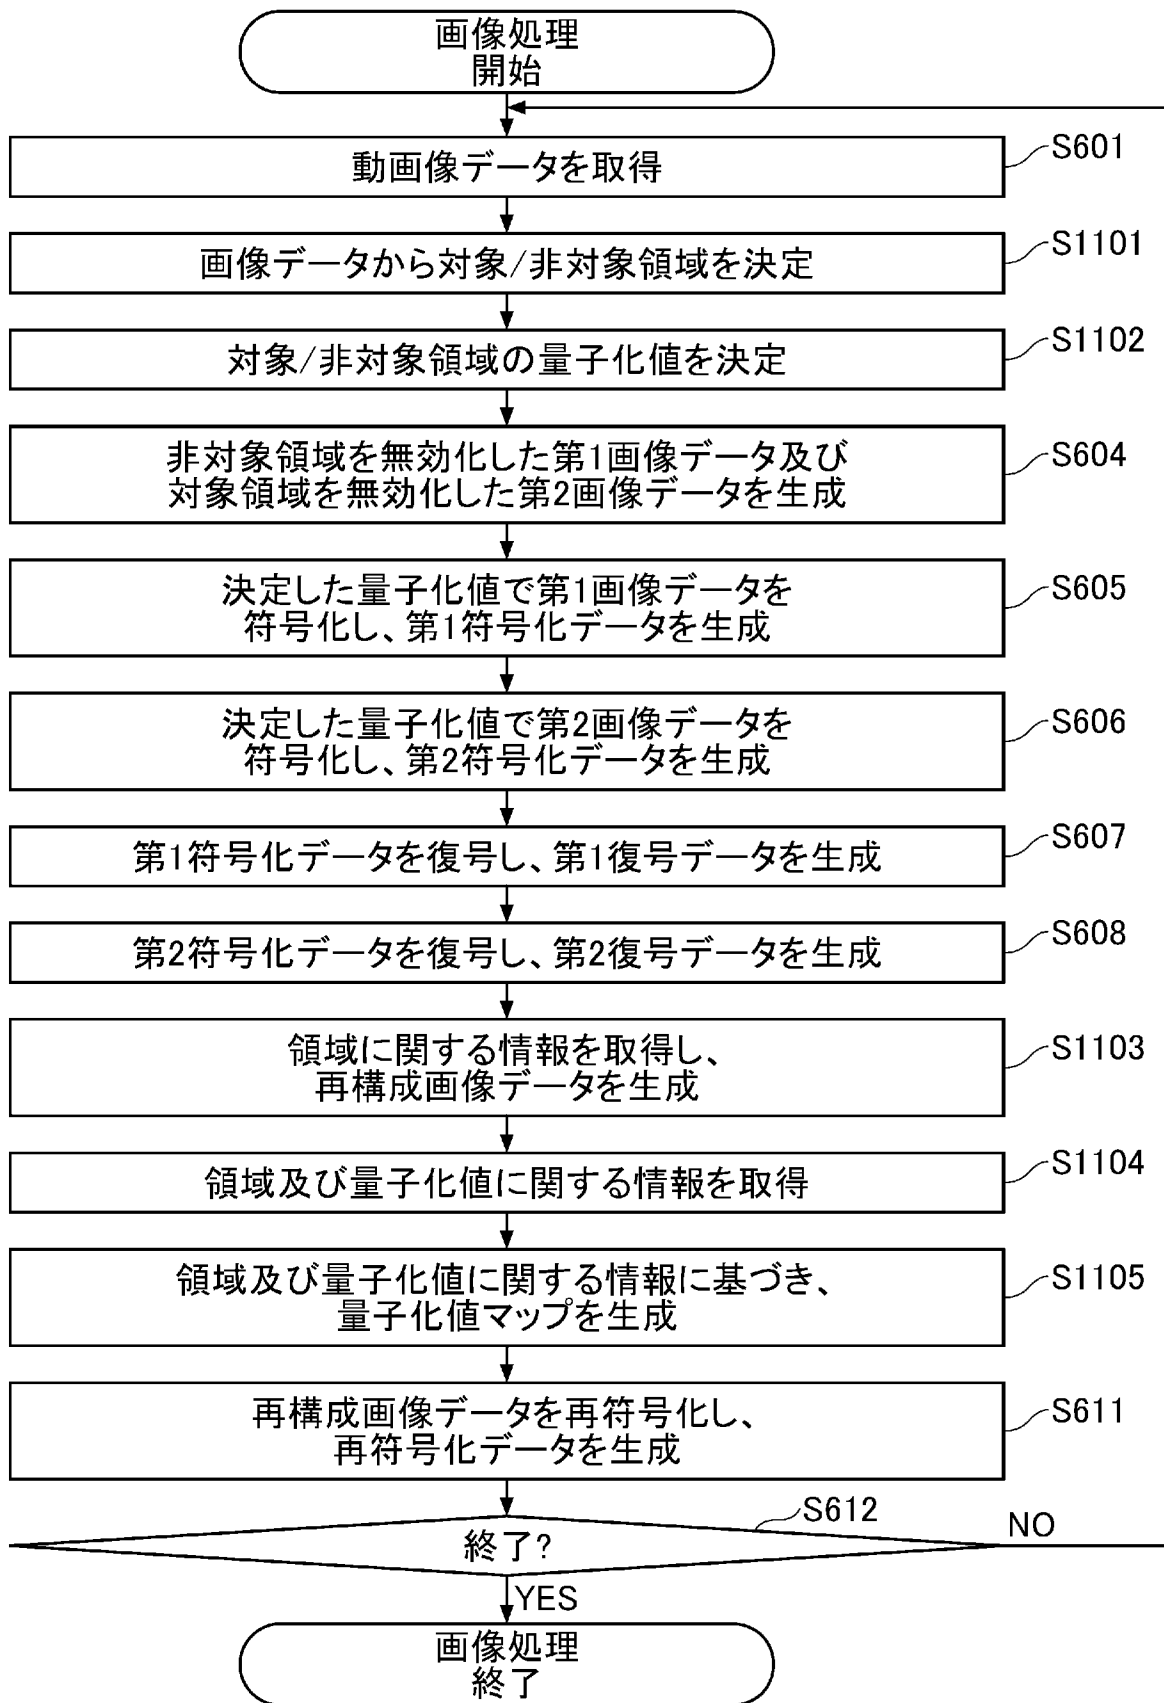 画像処理
開始
動画像データを取得
S601
画像データから対象/非対象領域を決定
S1101
対象/非対象領域の量子化値を決定
S1102
非対象領域を無効化した第1画像データ及び
対象領域を無効化した第2画像データを生成
S604
決定した量子化値で第1画像データを
符号化し、第1符号化データを生成
S605
決定した量子化値で第2画像データを
符号化し、第2符号化データを生成
S606
第1符号化データを復号し、第1復号データを生成
S607
第2符号化データを復号し、第2復号データを生成
S608
領域に関する情報を取得し、
再構成画像データを生成
S1103
領域及び量子化値に関する情報を取得
S1104
領域及び量子化値に関する情報に基づき、
量子化値マップを生成
S1105
再構成画像データを再符号化し、
再符号化データを生成
S611
終了?
S612
NO
YES
画像処理
終了